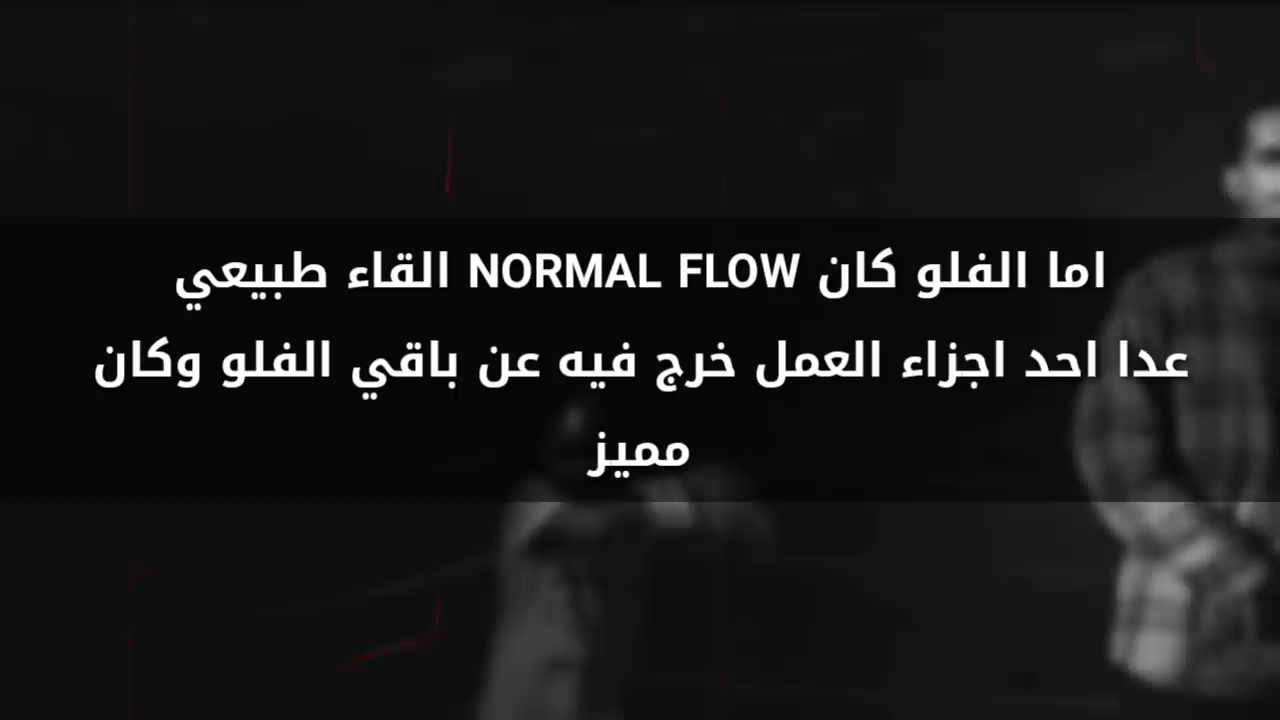 اما الفلو كان NORMAL FLOW القاء طبيعي
عدا احد اجزاء العمل خرج فيه عن باقي الفلو وكان
مميز